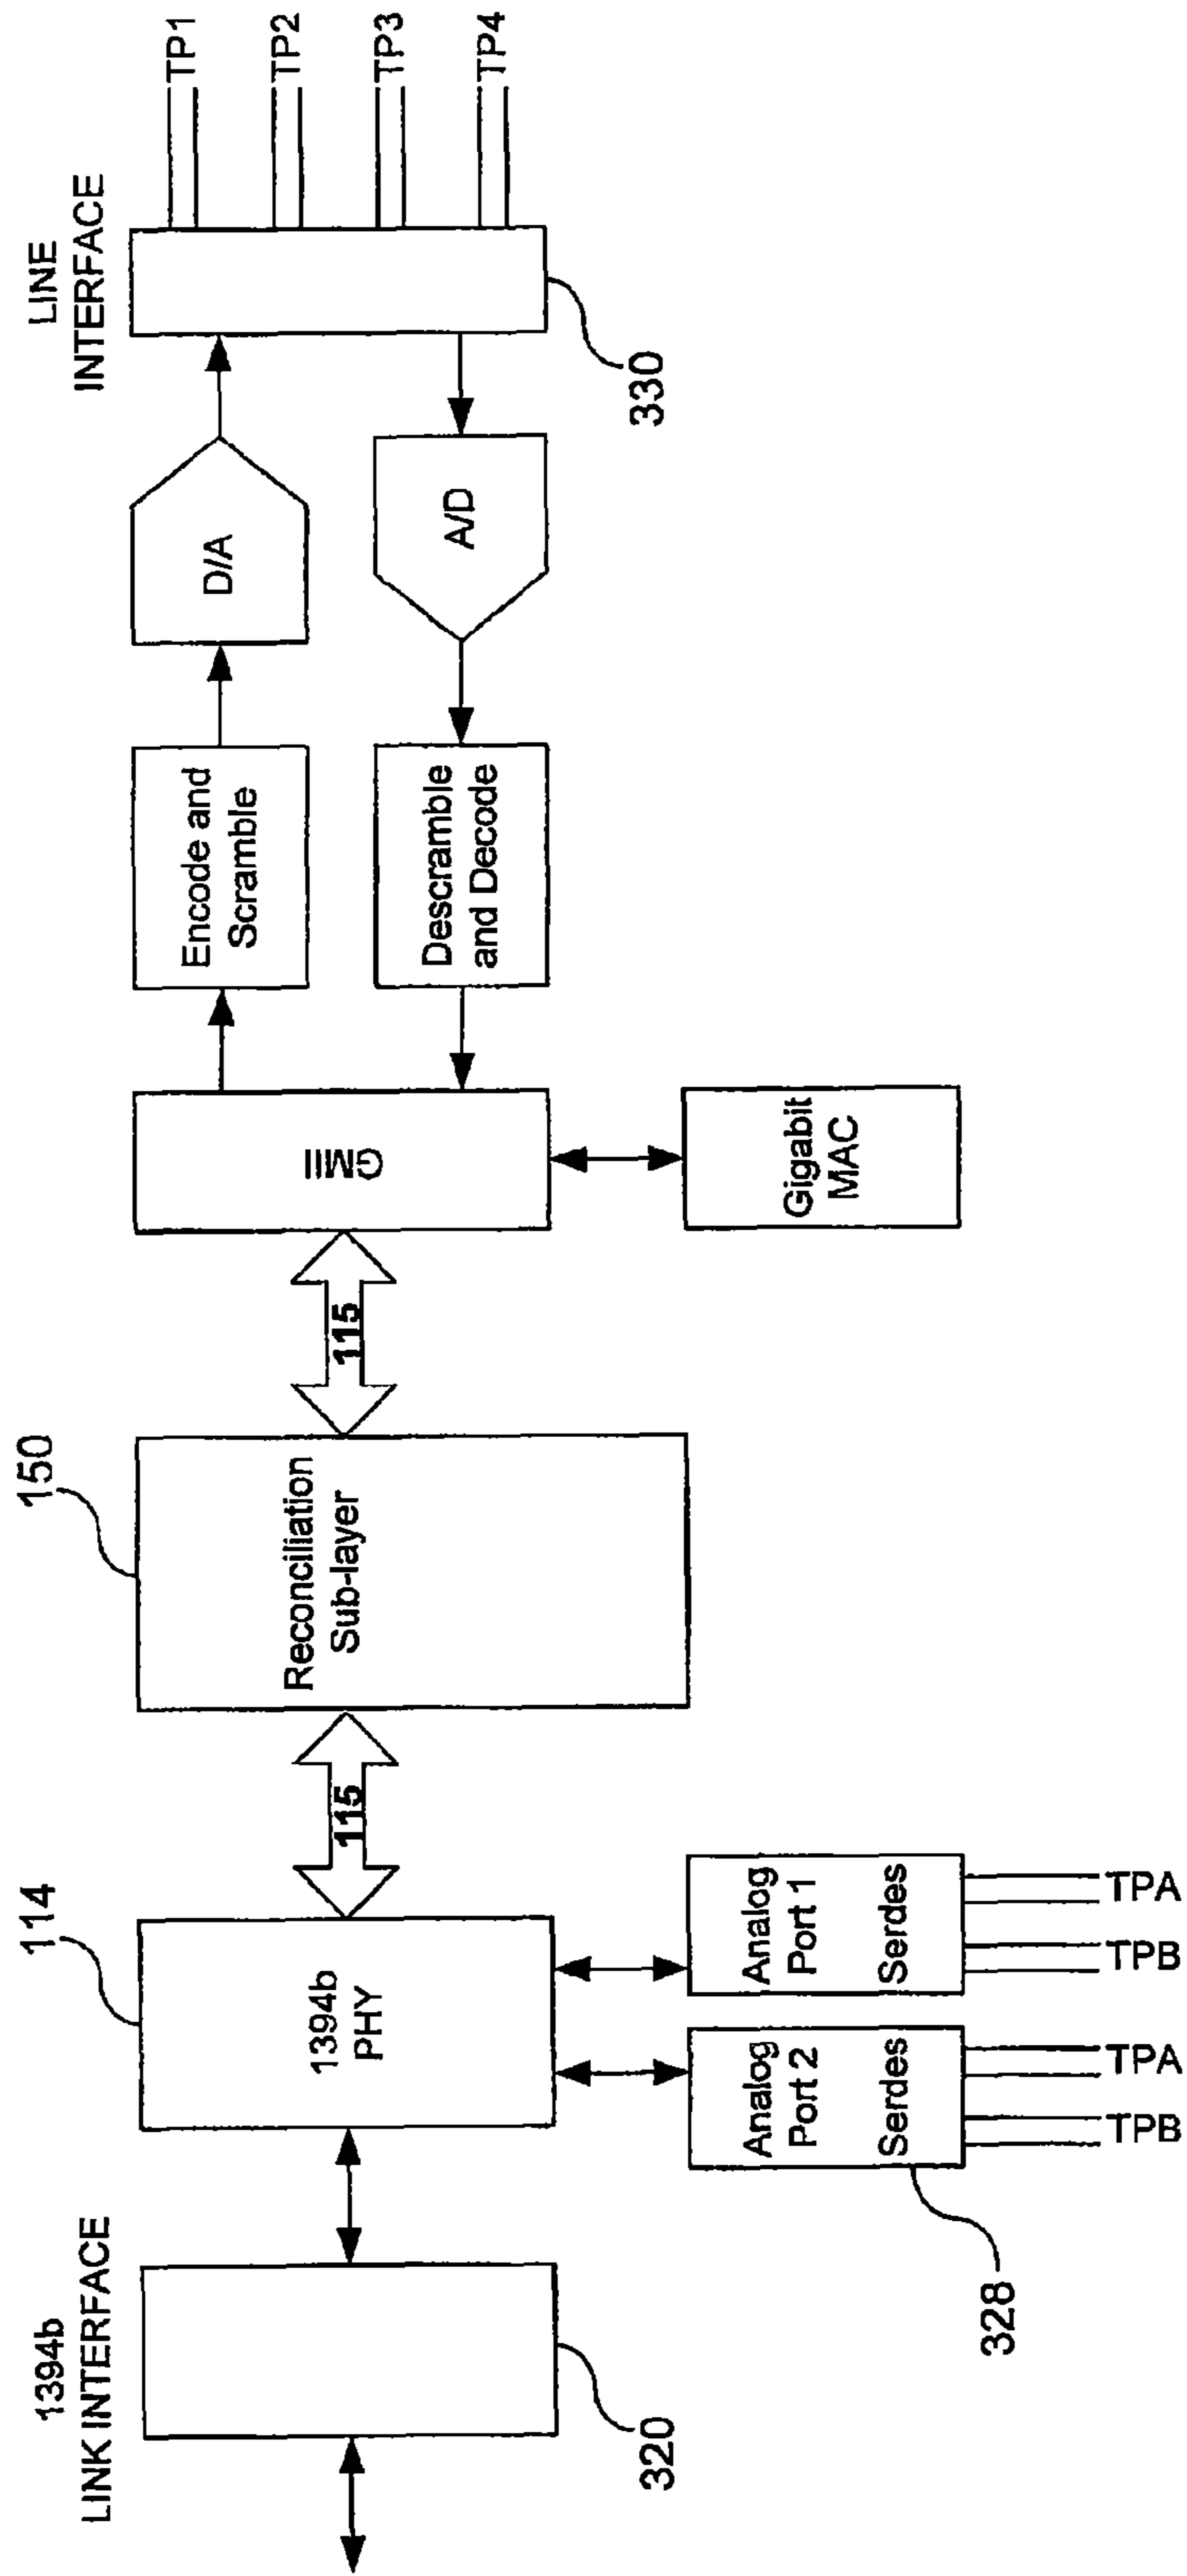 1394b
LINK INTERFACE
320
114
1394b
PHY
Analog
Port 2
Serdes
TPA
TPB
328
Analog
Port 1
Serdes
TPA
TPB
115
150
Reconciliation
Sub-layer
115
GMII
Gigabit
MAC
Encode and
Scramble
Descramble
and Decode
D/A
A/D
LINE
INTERFACE
330
TP1
TP2
TP3
TP4